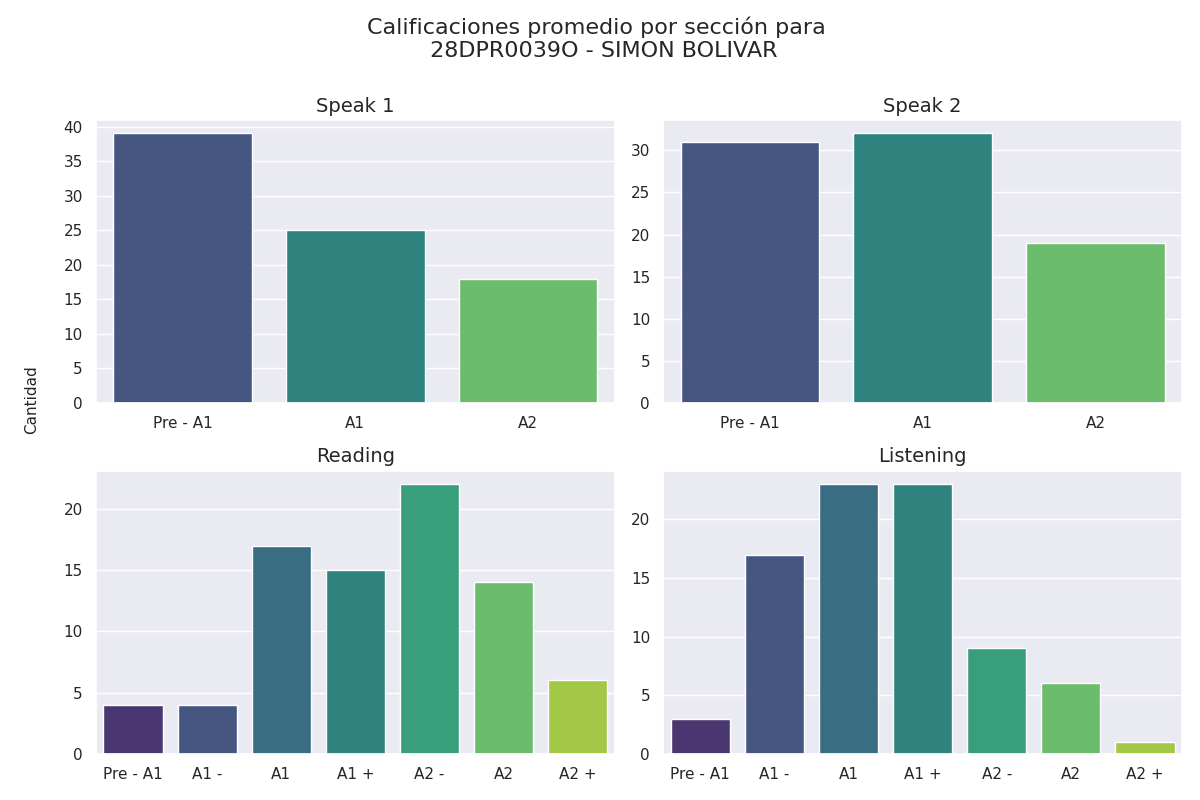 Calificaciones promedio por sección para
28DPR0039O - SIMON BOLIVAR
Cantidad
Speak 1
40
35
30
25
20
15
10
5
0
Pre - A1 A1 A2
Speak 2
30
25
20
15
10
5
0
Pre - A1 A1 A2
Reading
20
15
10
5
0
Pre - A1 A1 - A1 A1 + A2 - A2 A2 +
Listening
20
15
10
5
0
Pre - A1 A1 - A1 A1 + A2 - A2 A2 +